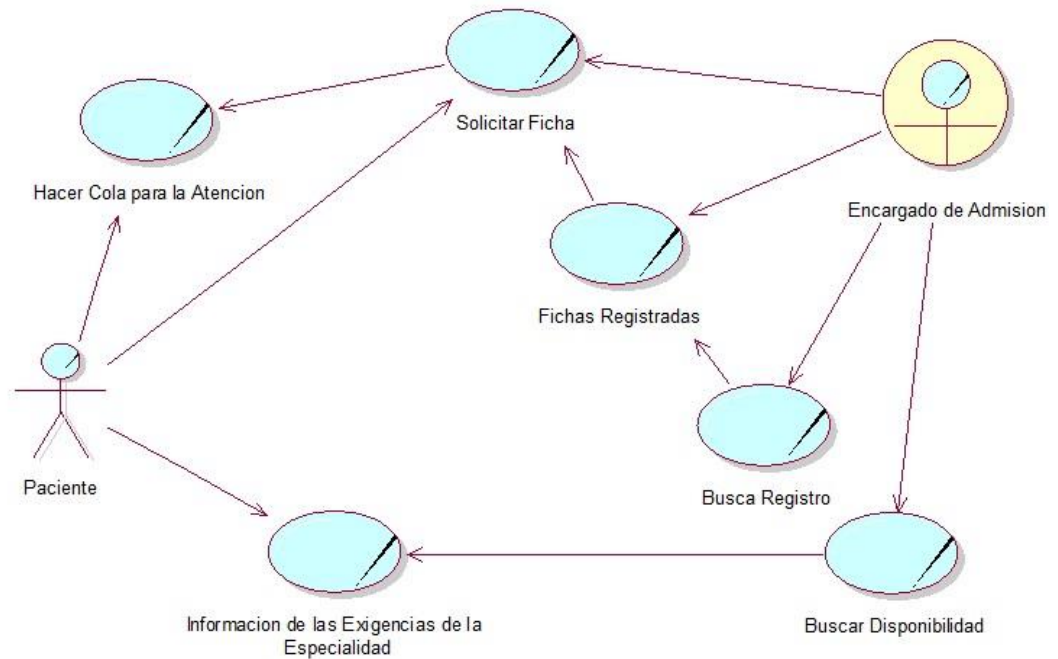 Solicitar Ficha
Hacer Cola para la Atencion
Encargado de Admision
Fichas Registradas
Paciente
Busca Registro
Informacion de las Exigencias de la
Especialidad
Buscar Disponibilidad